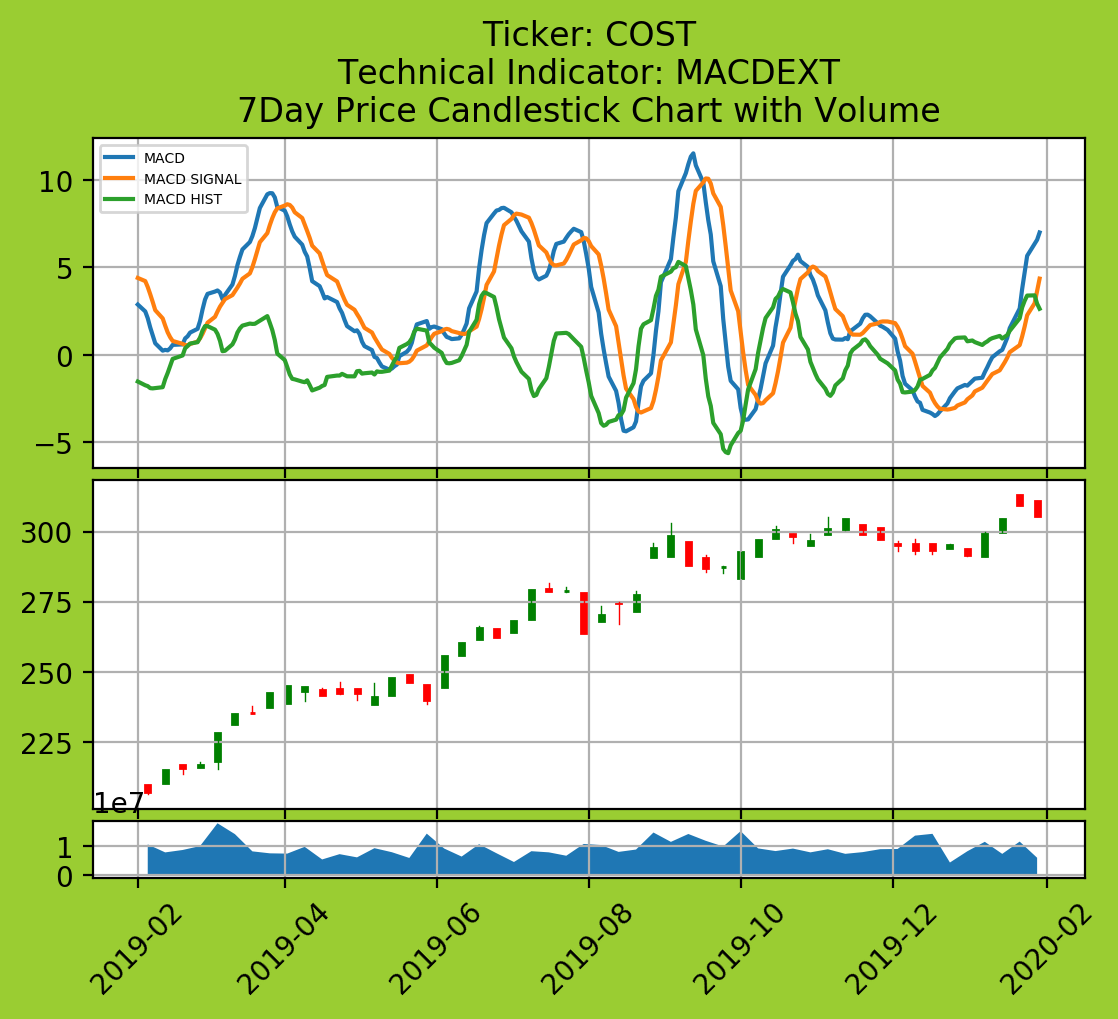 Ticker: COST
Technical Indicator: MACDEXT
7Day Price Candlestick Chart with Volume
MACD
MACD SIGNAL
MACD HIST
10
5
0
−5
300
275
250
225
1e7
1
0
2019-02
2019-04
2019-06
2019-08
2019-10
2019-12
2020-02